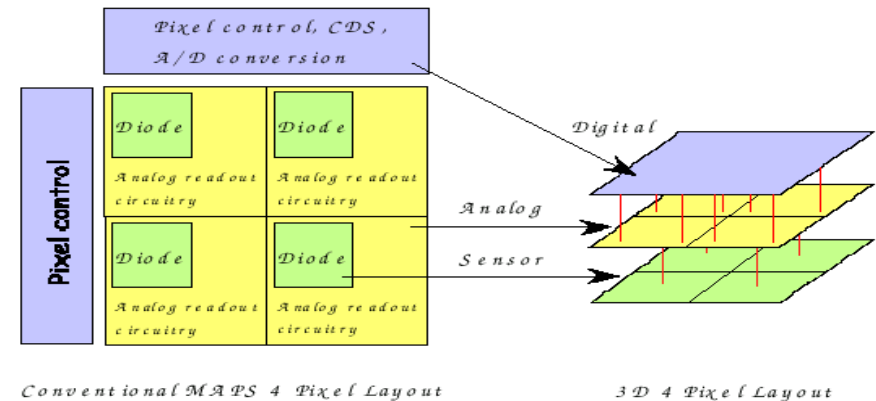 Pixel control, CDS,
A/D conversion
Pixel control
Diode
Analog readout
circuitry
Diode
Analog readout
circuitry
Diode
Analog readout
circuitry
Diode
Analog readout
circuitry
Digital
Analog
Sensor
Conventional MAPS 4 Pixel Layout
3D 4 Pixel Layout